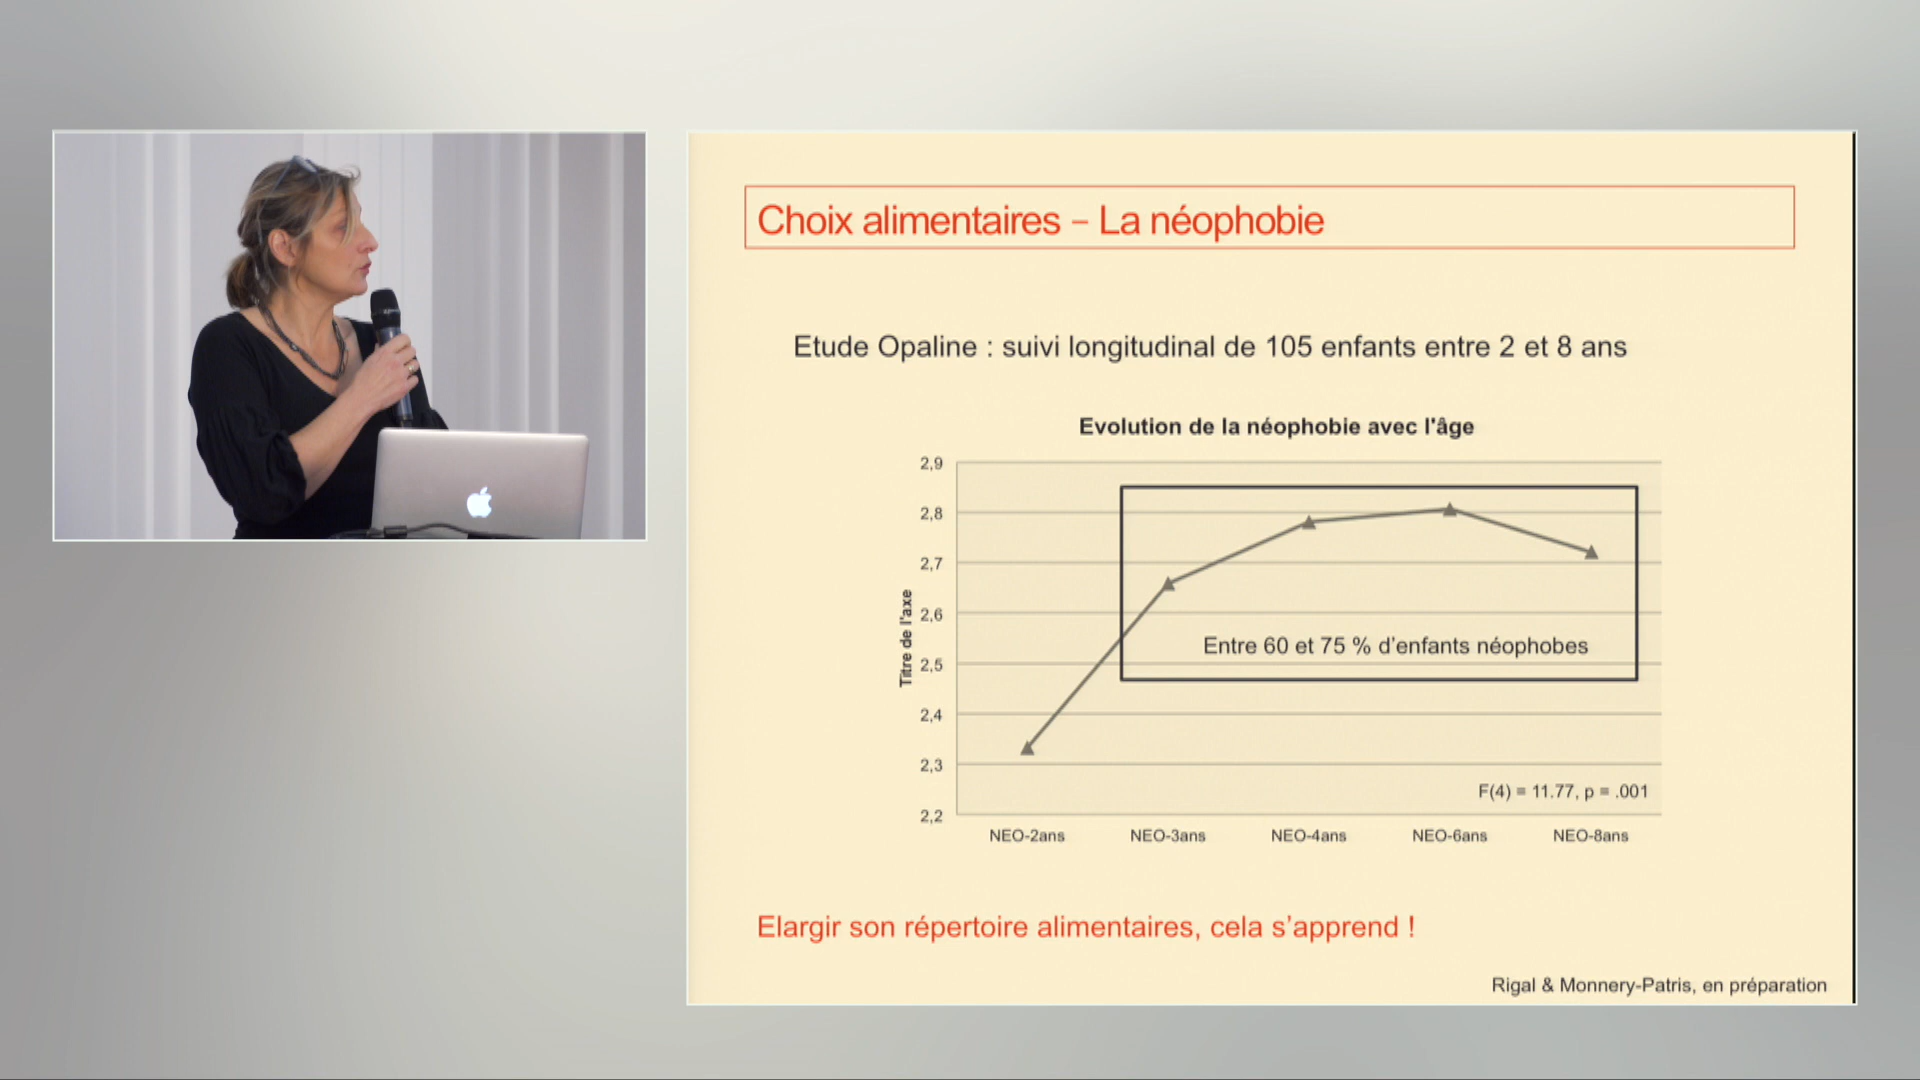 Choix alimentaires – La néophobie
Etude Opaline : suivi longitudinal de 105 enfants entre 2 et 8 ans
Evolution de la néophobie avec l'âge
Titre de l'axe
2,9
2,8
2,7
2,6
2,5
2,4
2,3
2,2
Entre 60 et 75 % d'enfants néophobes
F(4) = 11.77, p = .001
NEO-2ans NEO-3ans NEO-4ans NEO-6ans NEO-8ans
Elargir son répertoire alimentaires, cela s'apprend !
Rigal & Monnery-Patris, en préparation